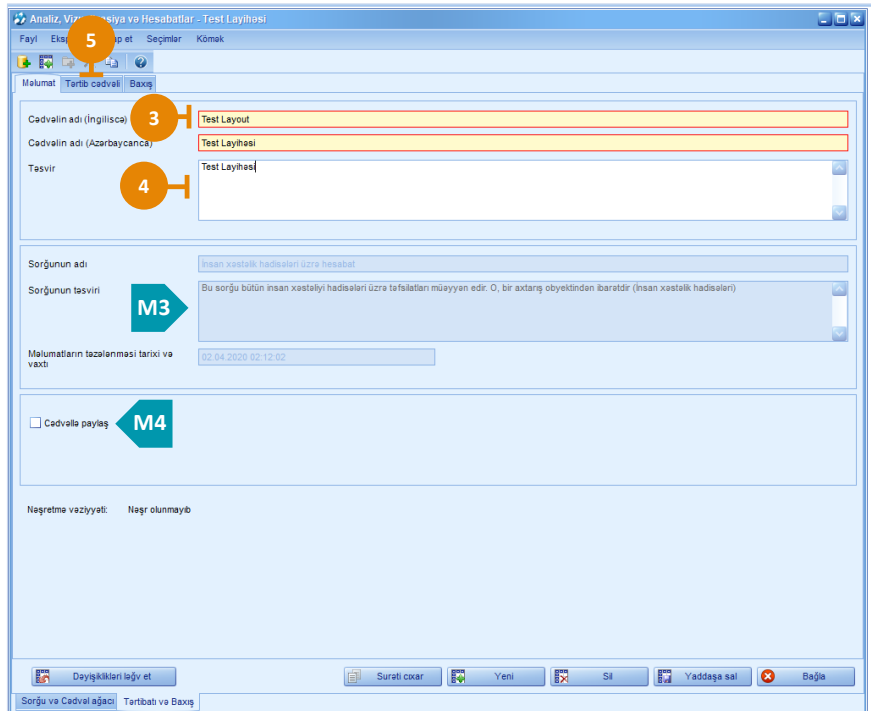 Analiz, Viz siya və Hesabatlar - Test Layihəsi
Fayl Eksp ap et Seçimlər Kömək
5
Məlumat Tərtib cədvəli Baxış
Cədvəlin adı (İngiliscə) 3 Test Layout
Cədvəlin adı (Azərbaycanca) Test Layihəsi
Təsvir Test Layihəsi
4
Sorğunun adı İnsan xəstəlik hadisələri üzrə hesabat
Sorğunun təsviri Bu sorğu bütün insan xəstəliyi hadisələri üzrə təfsilatları müəyyən edir. O, bir axtarış obyektindən ibarətdir (İnsan xəstəlik hadisələri)
M3
Məlumatların təzələnməsi tarixi və vaxtı 02.04.2020 02:12:02
Cədvəllə paylaş M4
Nəşretmə vəziyyəti: Nəşr olunmayıb
Dəyişiklikləri ləğv et Surəti cıxar Yeni Sil Yaddaşa sal Bağla
Sorğu və Cədvəl ağacı Tərtibatı və Baxış